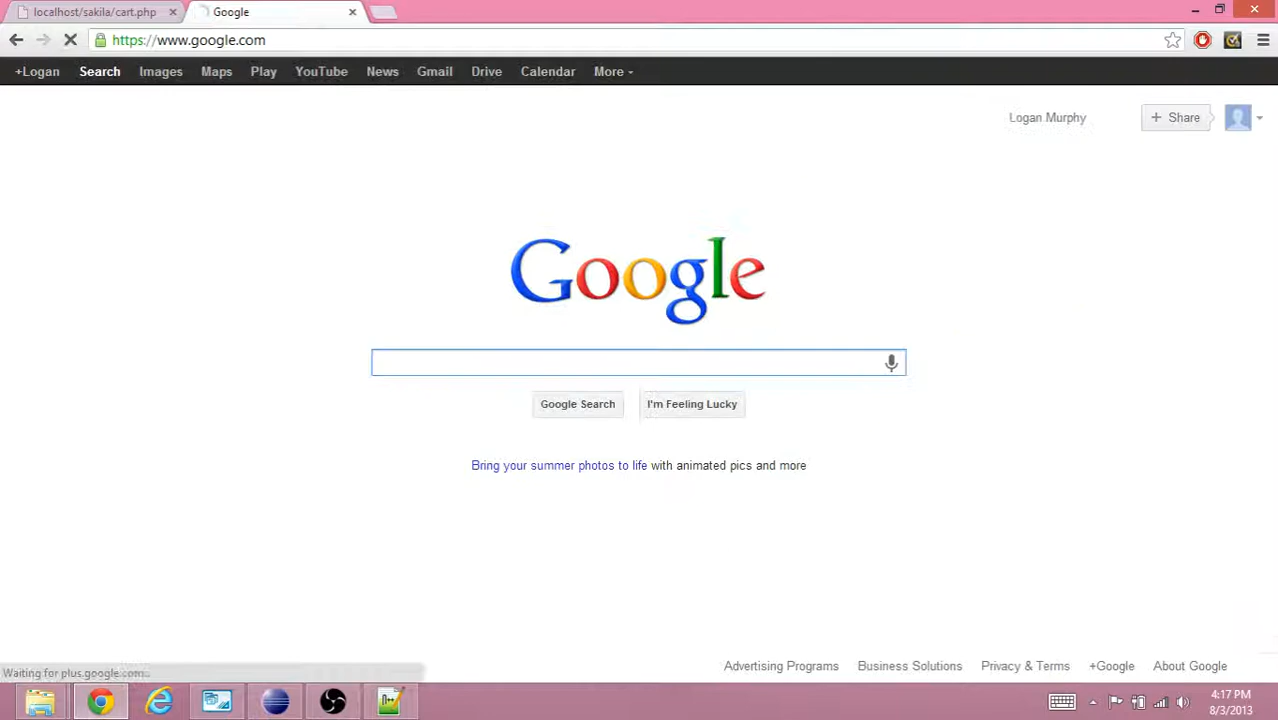 localhost/sakila/cart.php
Google
https://www.google.com
+Logan Search Images Maps Play YouTube News Gmail Drive Calendar More
Logan Murphy + Share
Google
Google Search I'm Feeling Lucky
Bring your summer photos to life with animated pics and more
Advertising Programs Business Solutions Privacy & Terms +Google About Google
Waiting for plus.google.com...
4:17 PM
8/3/2013